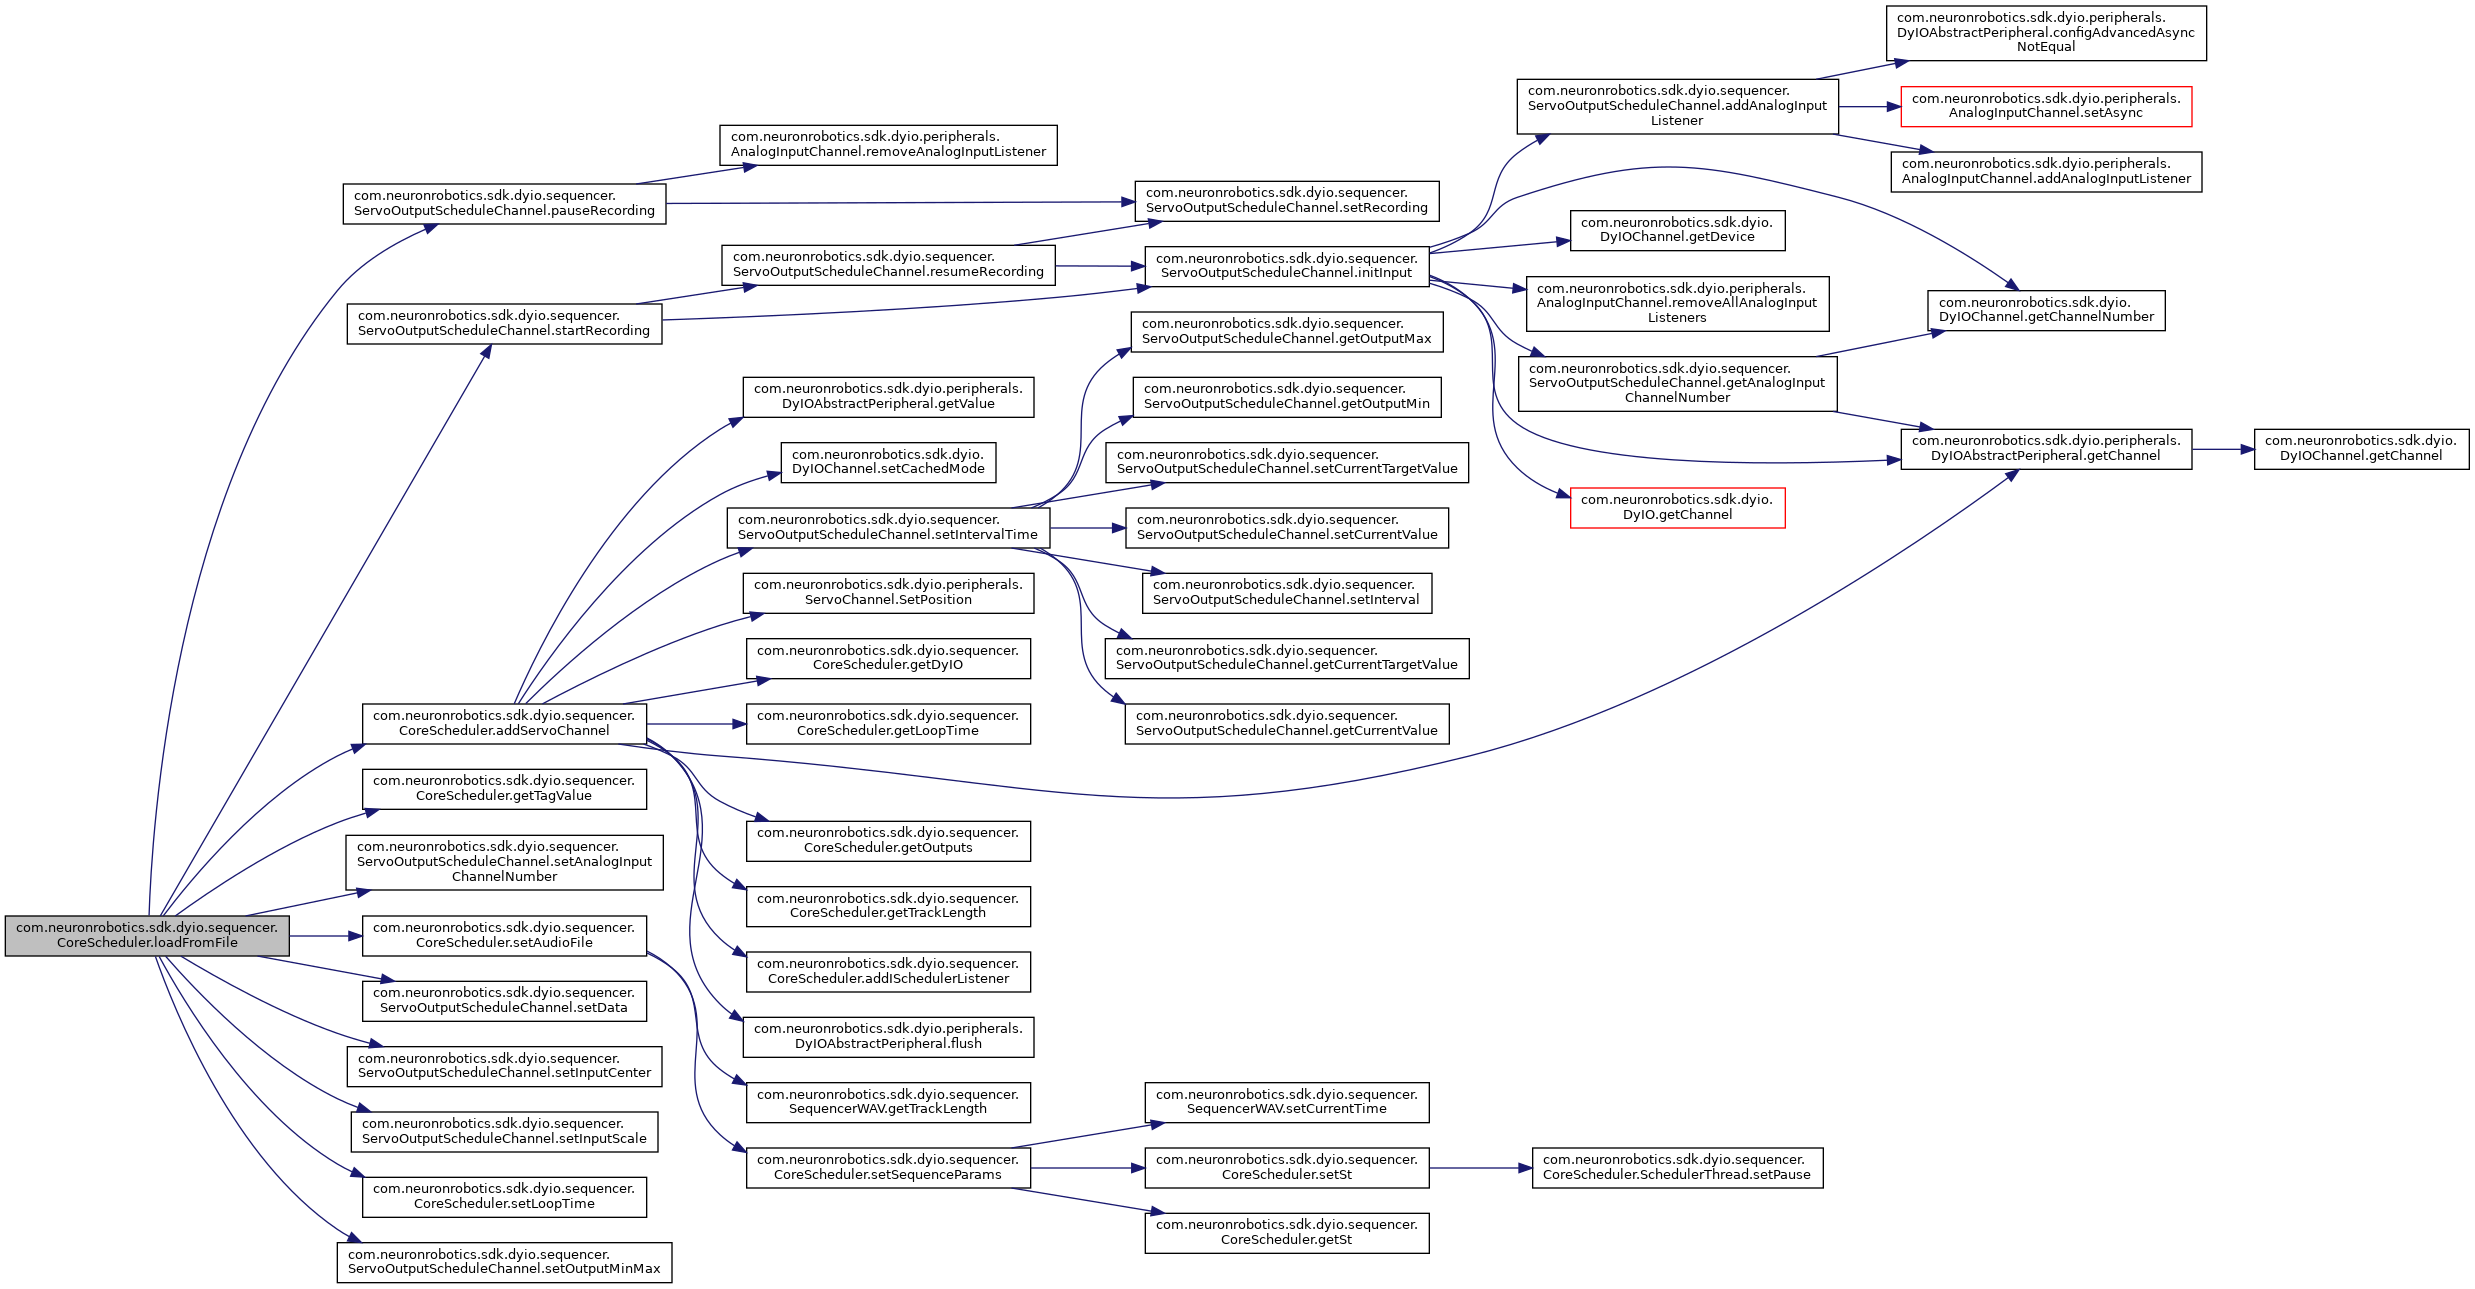 com.neuronrobotics.sdk.dyio.sequencer.
CoreScheduler.loadFromFile
com.neuronrobotics.sdk.dyio.sequencer.
ServoOutputScheduleChannel.pauseRecording
com.neuronrobotics.sdk.dyio.sequencer.
ServoOutputScheduleChannel.startRecording
com.neuronrobotics.sdk.dyio.sequencer.
CoreScheduler.addServoChannel
com.neuronrobotics.sdk.dyio.sequencer.
CoreScheduler.getTagValue
com.neuronrobotics.sdk.dyio.sequencer.
ServoOutputScheduleChannel.setAnalogInput
ChannelNumber
com.neuronrobotics.sdk.dyio.sequencer.
CoreScheduler.setAudioFile
com.neuronrobotics.sdk.dyio.sequencer.
ServoOutputScheduleChannel.setData
com.neuronrobotics.sdk.dyio.sequencer.
ServoOutputScheduleChannel.setInputCenter
com.neuronrobotics.sdk.dyio.sequencer.
ServoOutputScheduleChannel.setInputScale
com.neuronrobotics.sdk.dyio.sequencer.
CoreScheduler.setLoopTime
com.neuronrobotics.sdk.dyio.sequencer.
ServoOutputScheduleChannel.setOutputMinMax
com.neuronrobotics.sdk.dyio.peripherals.
AnalogInputChannel.removeAnalogInputListener
com.neuronrobotics.sdk.dyio.sequencer.
ServoOutputScheduleChannel.resumeRecording
com.neuronrobotics.sdk.dyio.peripherals.
DyIOAbstractPeripheral.getValue
com.neuronrobotics.sdk.dyio.
DyIOChannel.setCachedMode
com.neuronrobotics.sdk.dyio.sequencer.
ServoOutputScheduleChannel.setIntervalTime
com.neuronrobotics.sdk.dyio.peripherals.
ServoChannel.SetPosition
com.neuronrobotics.sdk.dyio.sequencer.
CoreScheduler.getDyIO
com.neuronrobotics.sdk.dyio.sequencer.
CoreScheduler.getLoopTime
com.neuronrobotics.sdk.dyio.sequencer.
CoreScheduler.getOutputs
com.neuronrobotics.sdk.dyio.sequencer.
CoreScheduler.getTrackLength
com.neuronrobotics.sdk.dyio.sequencer.
CoreScheduler.addISchedulerListener
com.neuronrobotics.sdk.dyio.peripherals.
DyIOAbstractPeripheral.flush
com.neuronrobotics.sdk.dyio.sequencer.
SequencerWAV.getTrackLength
com.neuronrobotics.sdk.dyio.sequencer.
CoreScheduler.setSequenceParams
com.neuronrobotics.sdk.dyio.sequencer.
ServoOutputScheduleChannel.setRecording
com.neuronrobotics.sdk.dyio.sequencer.
ServoOutputScheduleChannel.initInput
com.neuronrobotics.sdk.dyio.sequencer.
ServoOutputScheduleChannel.getOutputMax
com.neuronrobotics.sdk.dyio.sequencer.
ServoOutputScheduleChannel.getOutputMin
com.neuronrobotics.sdk.dyio.sequencer.
ServoOutputScheduleChannel.setCurrentTargetValue
com.neuronrobotics.sdk.dyio.sequencer.
ServoOutputScheduleChannel.setCurrentValue
com.neuronrobotics.sdk.dyio.sequencer.
ServoOutputScheduleChannel.setInterval
com.neuronrobotics.sdk.dyio.sequencer.
ServoOutputScheduleChannel.getCurrentTargetValue
com.neuronrobotics.sdk.dyio.sequencer.
ServoOutputScheduleChannel.getCurrentValue
com.neuronrobotics.sdk.dyio.sequencer.
SequencerWAV.setCurrentTime
com.neuronrobotics.sdk.dyio.sequencer.
CoreScheduler.setSt
com.neuronrobotics.sdk.dyio.sequencer.
CoreScheduler.getSt
com.neuronrobotics.sdk.dyio.sequencer.
ServoOutputScheduleChannel.addAnalogInput
Listener
com.neuronrobotics.sdk.dyio.
DyIOChannel.getDevice
com.neuronrobotics.sdk.dyio.peripherals.
AnalogInputChannel.removeAllAnalogInput
Listeners
com.neuronrobotics.sdk.dyio.sequencer.
ServoOutputScheduleChannel.getAnalogInput
ChannelNumber
com.neuronrobotics.sdk.dyio.
DyIO.getChannel
com.neuronrobotics.sdk.dyio.sequencer.
CoreScheduler.SchedulerThread.setPause
com.neuronrobotics.sdk.dyio.peripherals.
DyIOAbstractPeripheral.configAdvancedAsync
NotEqual
com.neuronrobotics.sdk.dyio.peripherals.
AnalogInputChannel.setAsync
com.neuronrobotics.sdk.dyio.peripherals.
AnalogInputChannel.addAnalogInputListener
com.neuronrobotics.sdk.dyio.
DyIOChannel.getChannelNumber
com.neuronrobotics.sdk.dyio.peripherals.
DyIOAbstractPeripheral.getChannel
com.neuronrobotics.sdk.dyio.
DyIOChannel.getChannel